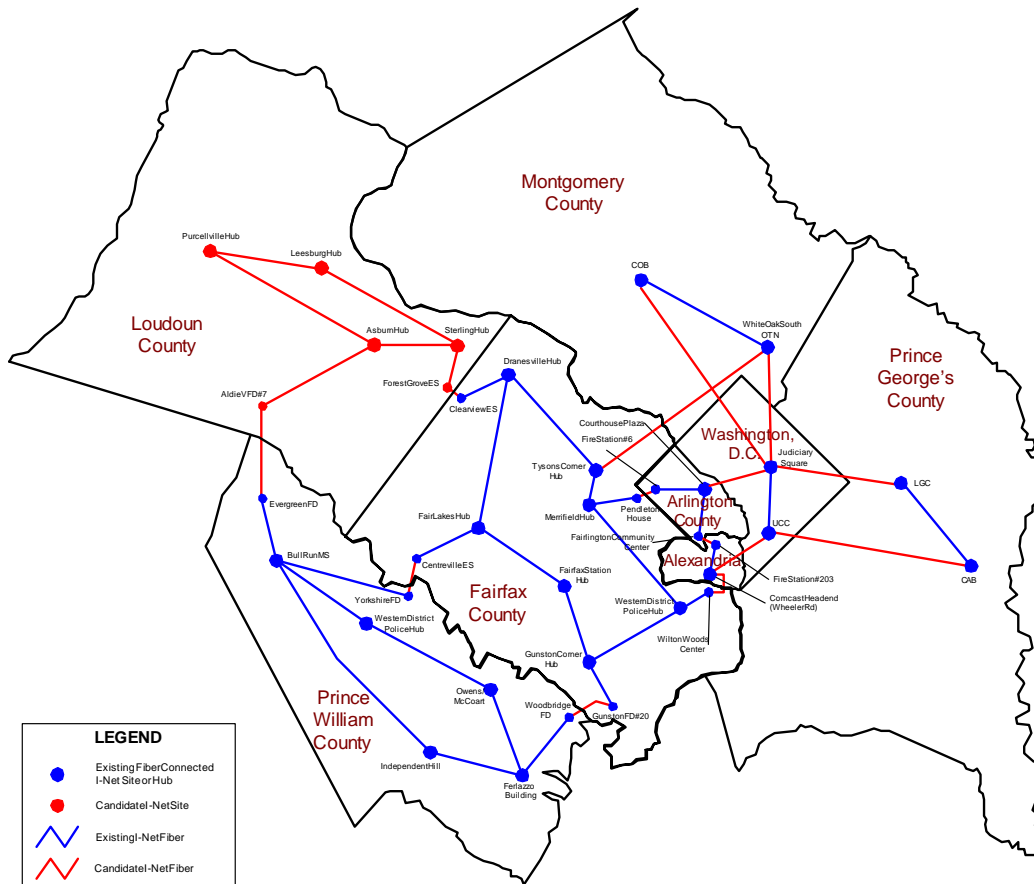 Montgomery
County
PurcellvilleHub
LeesburgHub
COB
Loudoun
County
AsburnHub
SterlingHub
WhiteOakSouth
OTN
Prince
George's
County
DranesvilleHub
ForestGroveES
ClearviewES
AldieVFD#7
CourthousePlaza
FireStation#6
Washington,
D.C.
Judiciary
Square
TysonsCorner
Hub
LGC
EvergreenFD
MerrifieldHub
Pendleton
House
Arlington
County
FairLakesHub
FairlingtonCommunity
Center
UCC
BullRunMS
CentrevilleES
Alexandria
FireStation#203
CAB
FairfaxStation
Hub
Fairfax
County
ComcastHeadend
(WheelerRd)
YorkshireFD
WesternDistrict
PoliceHub
WesternDistrict
PoliceHub
WiltonWoods
Center
GunstonCorner
Hub
Owens/
McCoart
Prince
William
County
Woodbridge
FD
GunstonFD#20
IndependentHill
Ferlazzo
Building
LEGEND
ExistingFiberConnected
I-NetSiteorHub
CandidateI-NetSite
ExistingI-NetFiber
CandidateI-NetFiber